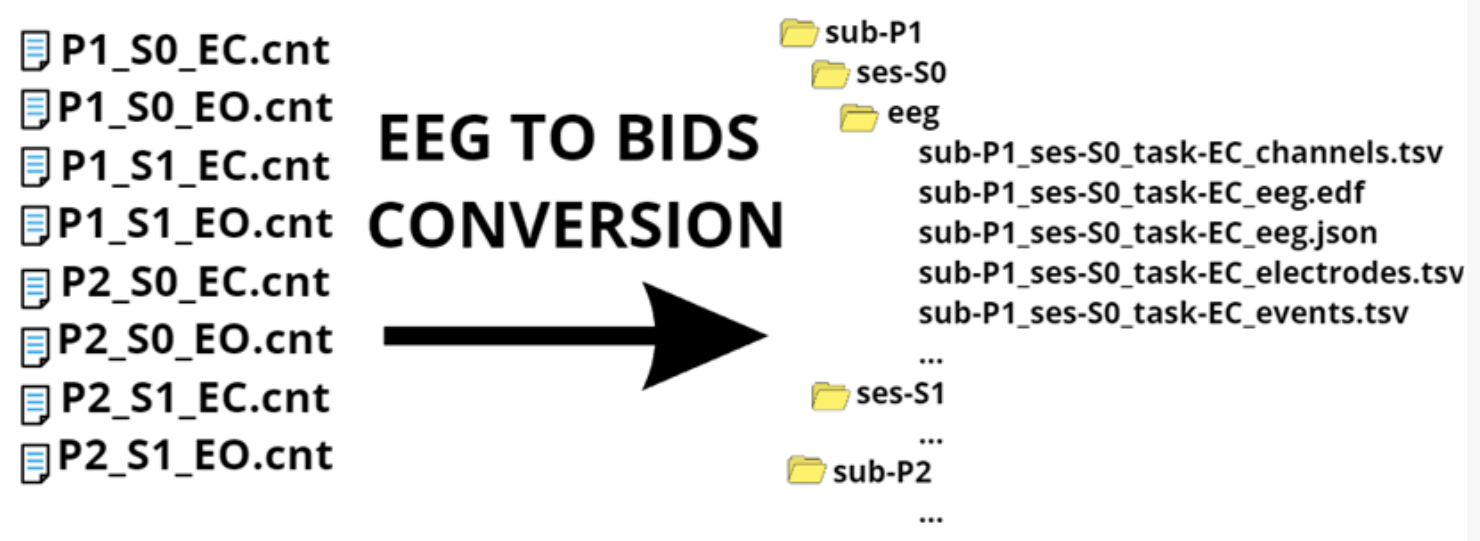 P1_S0_EC.cnt
P1_S0_EO.cnt
P1_S1_EC.cnt
P1_S1_EO.cnt
P2_S0_EC.cnt
P2_S0_EO.cnt
P2_S1_EC.cnt
P2_S1_EO.cnt
EEG TO BIDS
CONVERSION
sub-P1
ses-S0
eeg
sub-P1_ses-S0_task-EC_channels.tsv
sub-P1_ses-S0_task-EC_eeg.edf
sub-P1_ses-S0_task-EC_eeg.json
sub-P1_ses-S0_task-EC_electrodes.tsv
sub-P1_ses-S0_task-EC_events.tsv
...
ses-S1
...
sub-P2
...